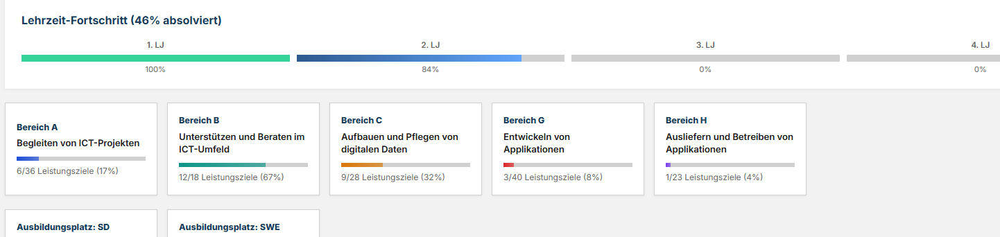 Lehrzeit-Fortschritt (46% absolviert)
1. LJ
2. LJ
3. LJ
4. LJ
100%
84%
0%
0%
Bereich A
Begleiten von ICT-Projekten
6/36 Leistungsziele (17%)
Bereich B
Unterstützen und Beraten im
ICT-Umfeld
12/18 Leistungsziele (67%)
Bereich C
Aufbauen und Pflegen von
digitalen Daten
9/28 Leistungsziele (32%)
Bereich G
Entwickeln von
Applikationen
3/40 Leistungsziele (8%)
Bereich H
Ausliefern und Betreiben von
Applikationen
1/23 Leistungsziele (4%)
Ausbildungsplatz: SD
Ausbildungsplatz: SWE